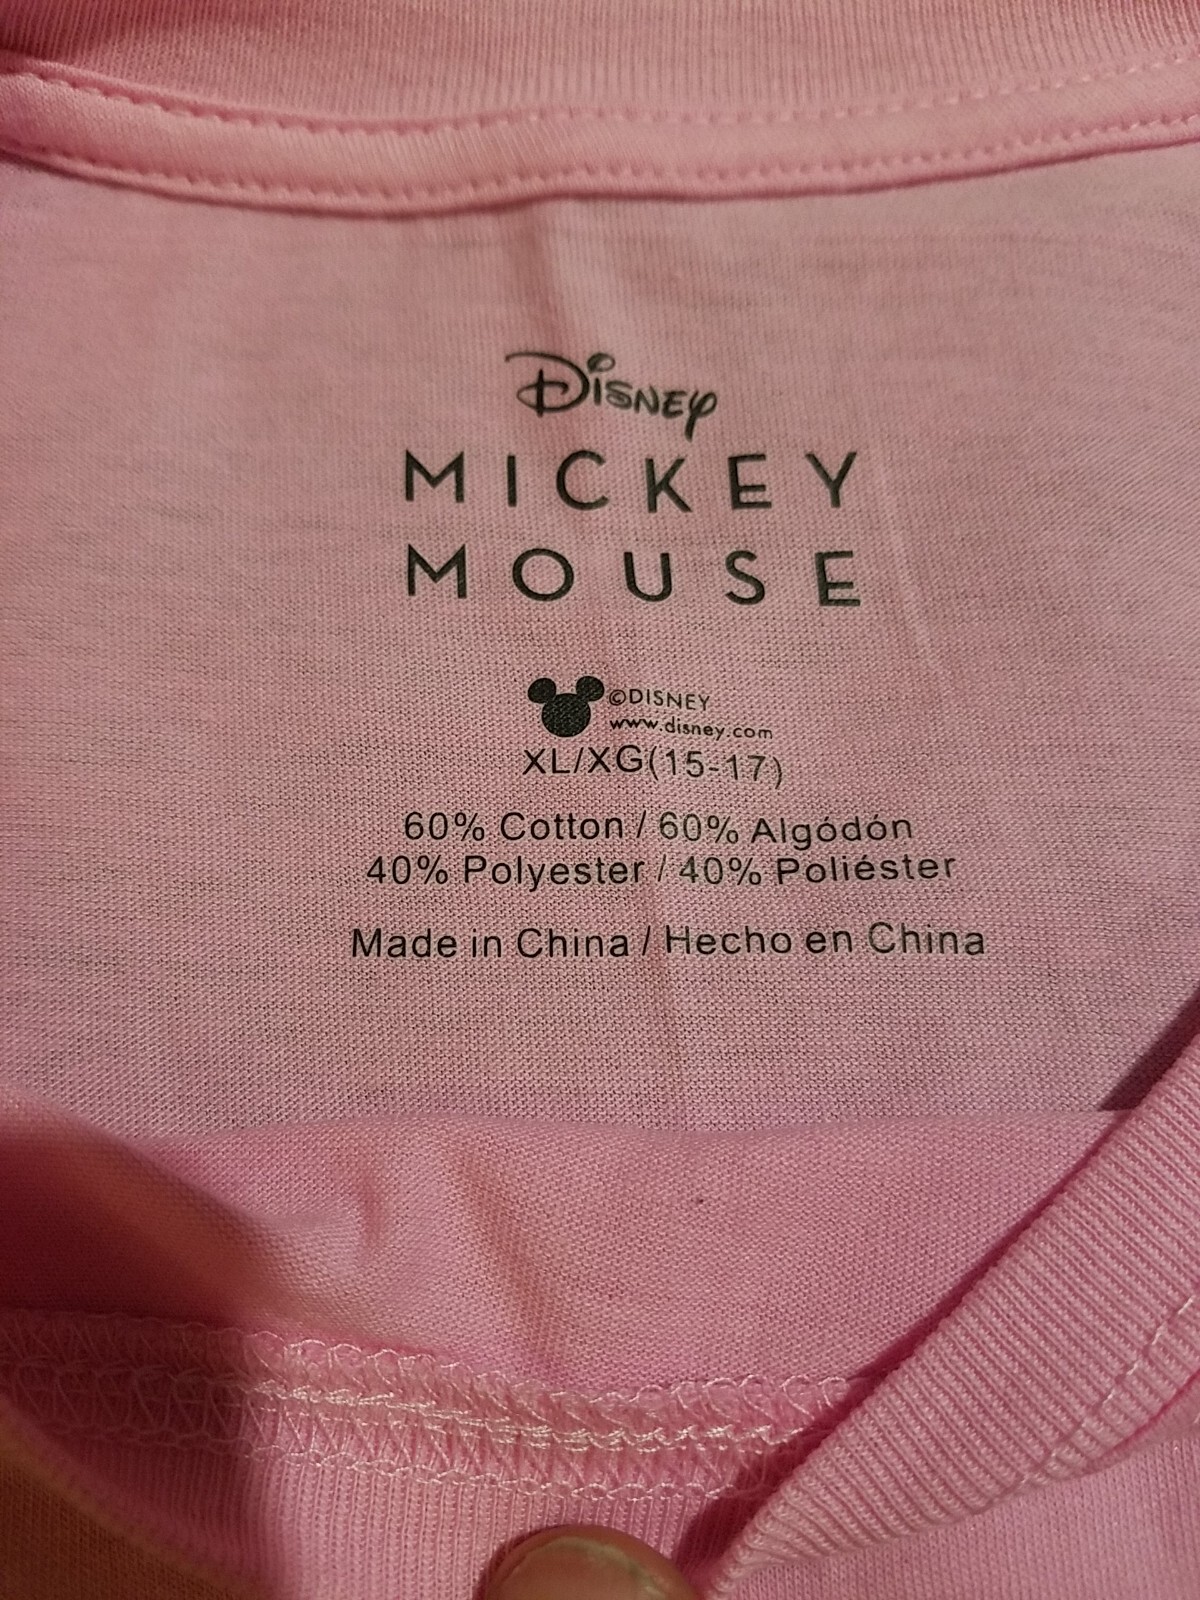 Disney
MICKEY
MOUSE
©DISNEY
www.disney.com
XL/XG(15-17)
60% Cotton / 60% Algódón
40% Polyester / 40% Poliéster
Made in China / Hecho en China